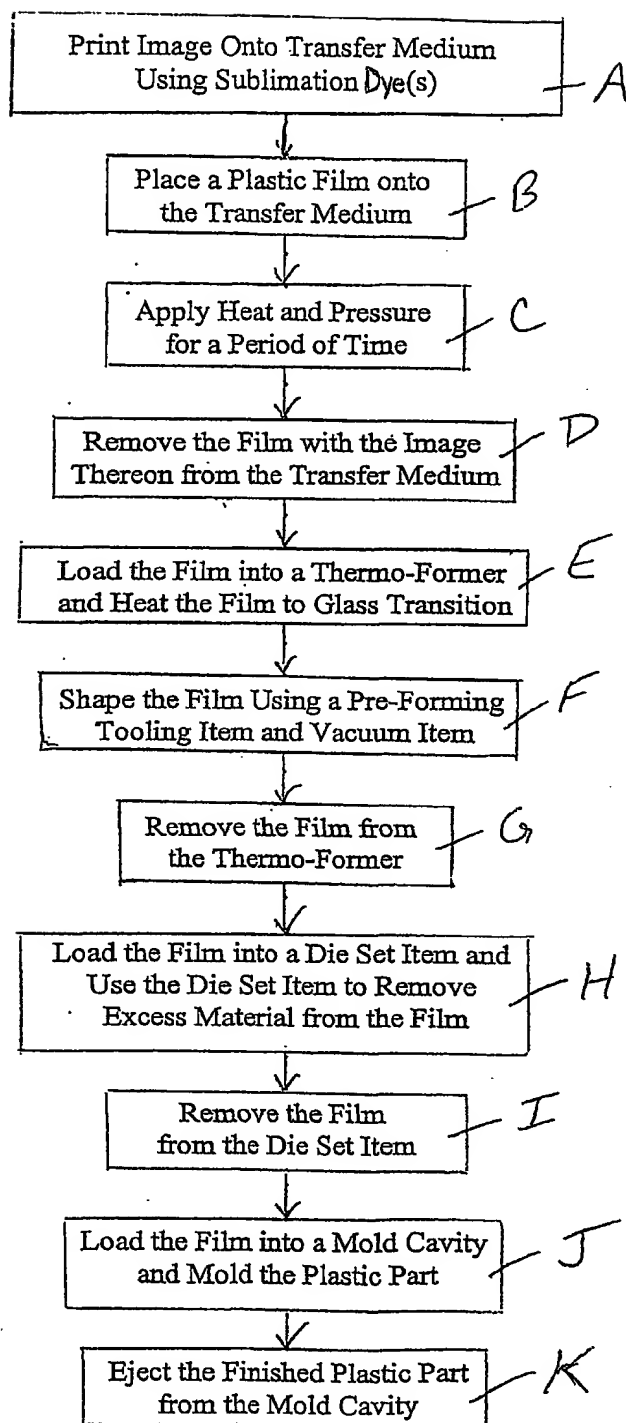 Print Image Onto Transfer Medium
Using Sublimation Dye(s)
A
Place a Plastic Film onto
the Transfer Medium
B
Apply Heat and Pressure
for a Period of Time
C
Remove the Film with the Image
Thereon from the Transfer Medium
D
Load the Film into a Thermo-Former
and Heat the Film to Glass Transition
E
Shape the Film Using a Pre-Forming
Tooling Item and Vacuum Item
F
Remove the Film from
the Thermo-Former
G
Load the Film into a Die Set Item and
Use the Die Set Item to Remove
Excess Material from the Film
H
Remove the Film
from the Die Set Item
I
Load the Film into a Mold Cavity
and Mold the Plastic Part
J
Eject the Finished Plastic Part
from the Mold Cavity
K